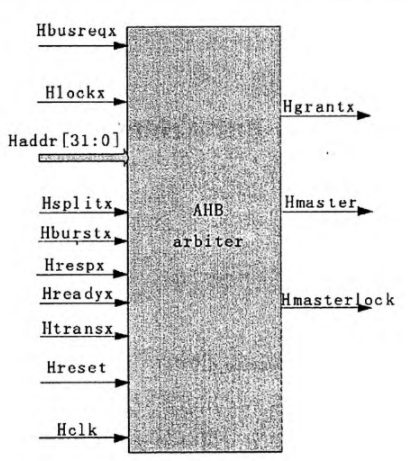 Hbusreqx
Hlockx
Hgrantx
Haddr[31:0]
Hsplitx
AHB
Hmaster
Hburstx
arbiter
Hrespx
Hreadyx
Hmasterlock
Htransx
Hreset
Hclk